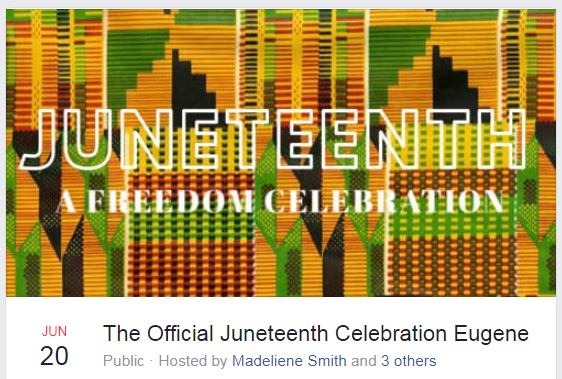 JUNETEENTH
A FREEDOM CELEBRATION
JUN
20
The Official Juneteenth Celebration Eugene
Public · Hosted by Madeliene Smith and 3 others